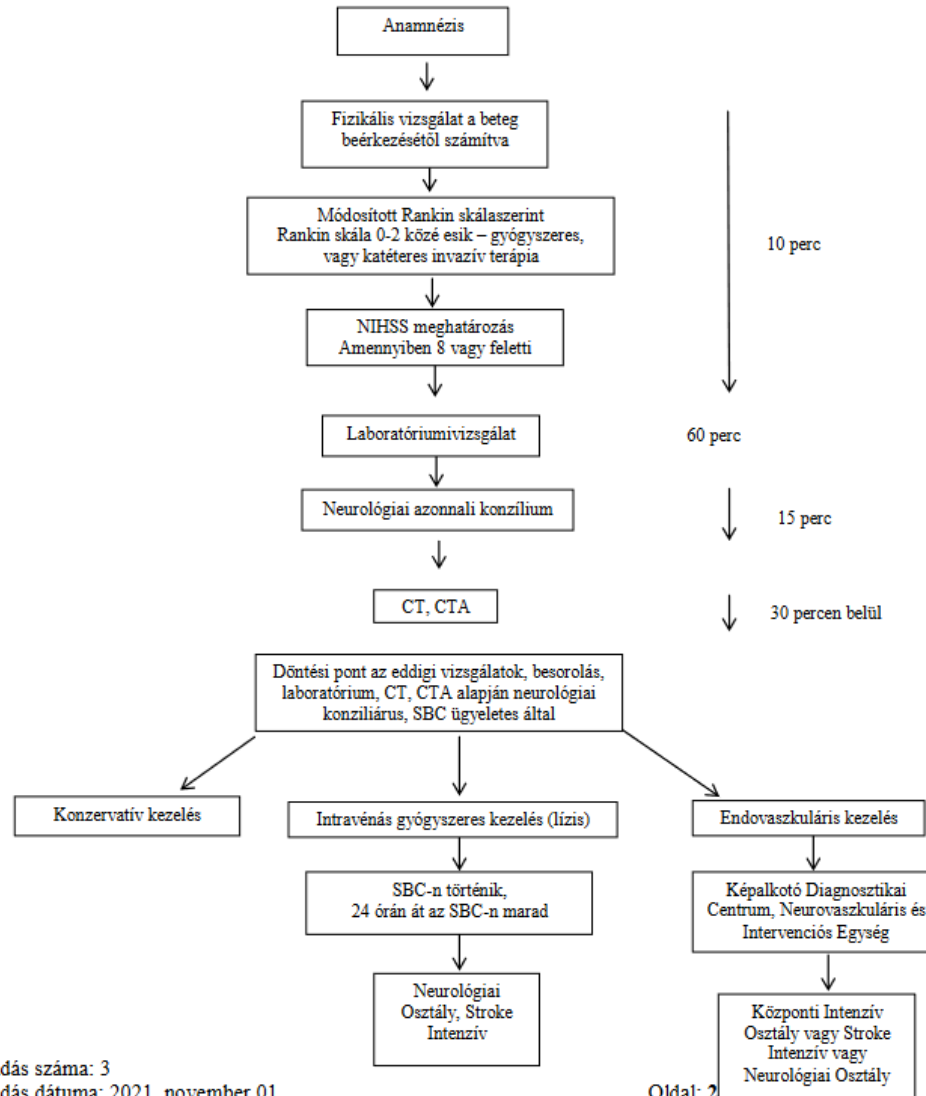 Anamnézis
Fizikális vizsgálat a beteg
beérkezésétől számítva
Módosított Rankin skálaszerint
Rankin skála 0-2 közé esik – gyógyszeres,
vagy katéteres invazív terápia
10 perc
NIHSS meghatározás
Amennyiben 8 vagy feletti
Laboratóriumivizsgálat
60 perc
Neurológiai azonnali konzílium
15 perc
CT, CTA
30 percen belül
Döntési pont az eddigi vizsgálatok, besorolás,
laboratórium, CT, CTA alapján neurológiai
konziliárus, SBC ügyeletes által
Konzervatív kezelés
Intravénás gyógyszeres kezelés (lízis)
Endovaszkuláris kezelés
SBC-n történik,
24 órán át az SBC-n marad
Képalkotó Diagnosztikai
Centrum, Neurovaszkuláris és
Intervenciós Egység
Neurológiai
Osztály, Stroke
Intenzív
Központi Intenzív
Osztály vagy Stroke
Intenzív vagy
Neurológiai Osztály
dás száma: 3
dás dátuma: 2021. november 01
Oldal: 2